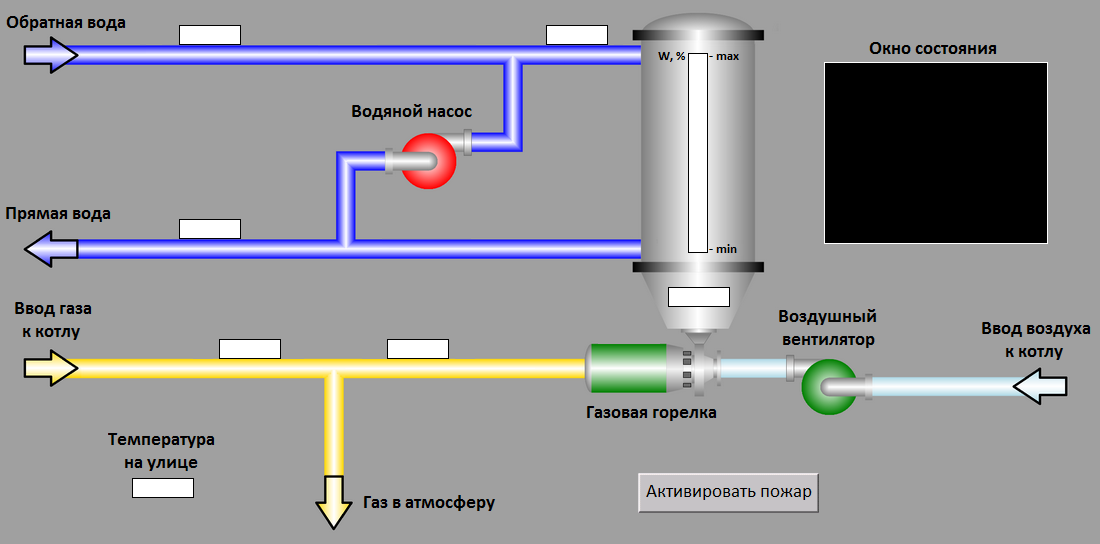 Обратная вода
W, %
- max
Окно состояния
Водяной насос
Прямая вода
- min
Ввод газа
к котлу
Воздушный
вентилятор
Ввод воздуха
к котлу
Газовая горелка
Температура
на улице
Газ в атмосферу
Активировать пожар